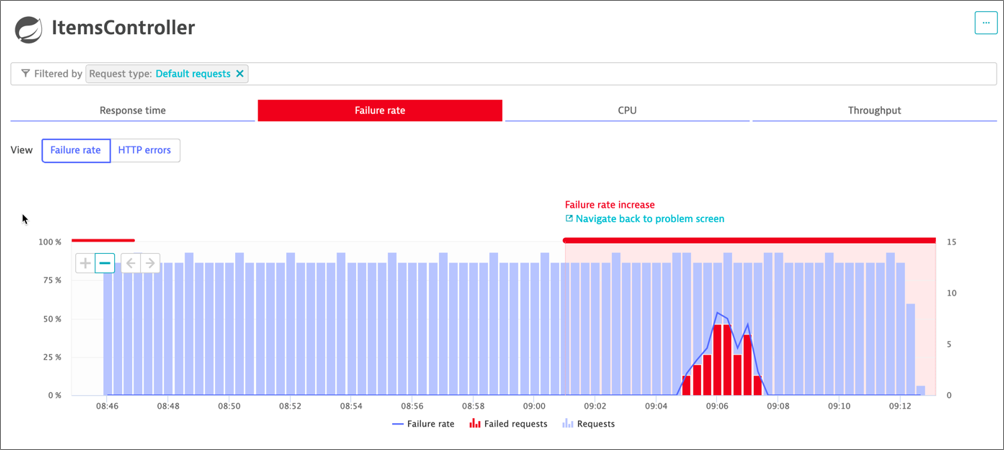 ItemsController
...
Filtered by Request type: Default requests ✕
Response time Failure rate CPU Throughput
View Failure rate HTTP errors
Failure rate increase
Navigate back to problem screen
100 % 15
75 % 10
50 %
25 % 5
0 % 0
08:46 08:48 08:50 08:52 08:54 08:56 08:58 09:00 09:02 09:04 09:06 09:08 09:10 09:12
Failure rate Failed requests Requests